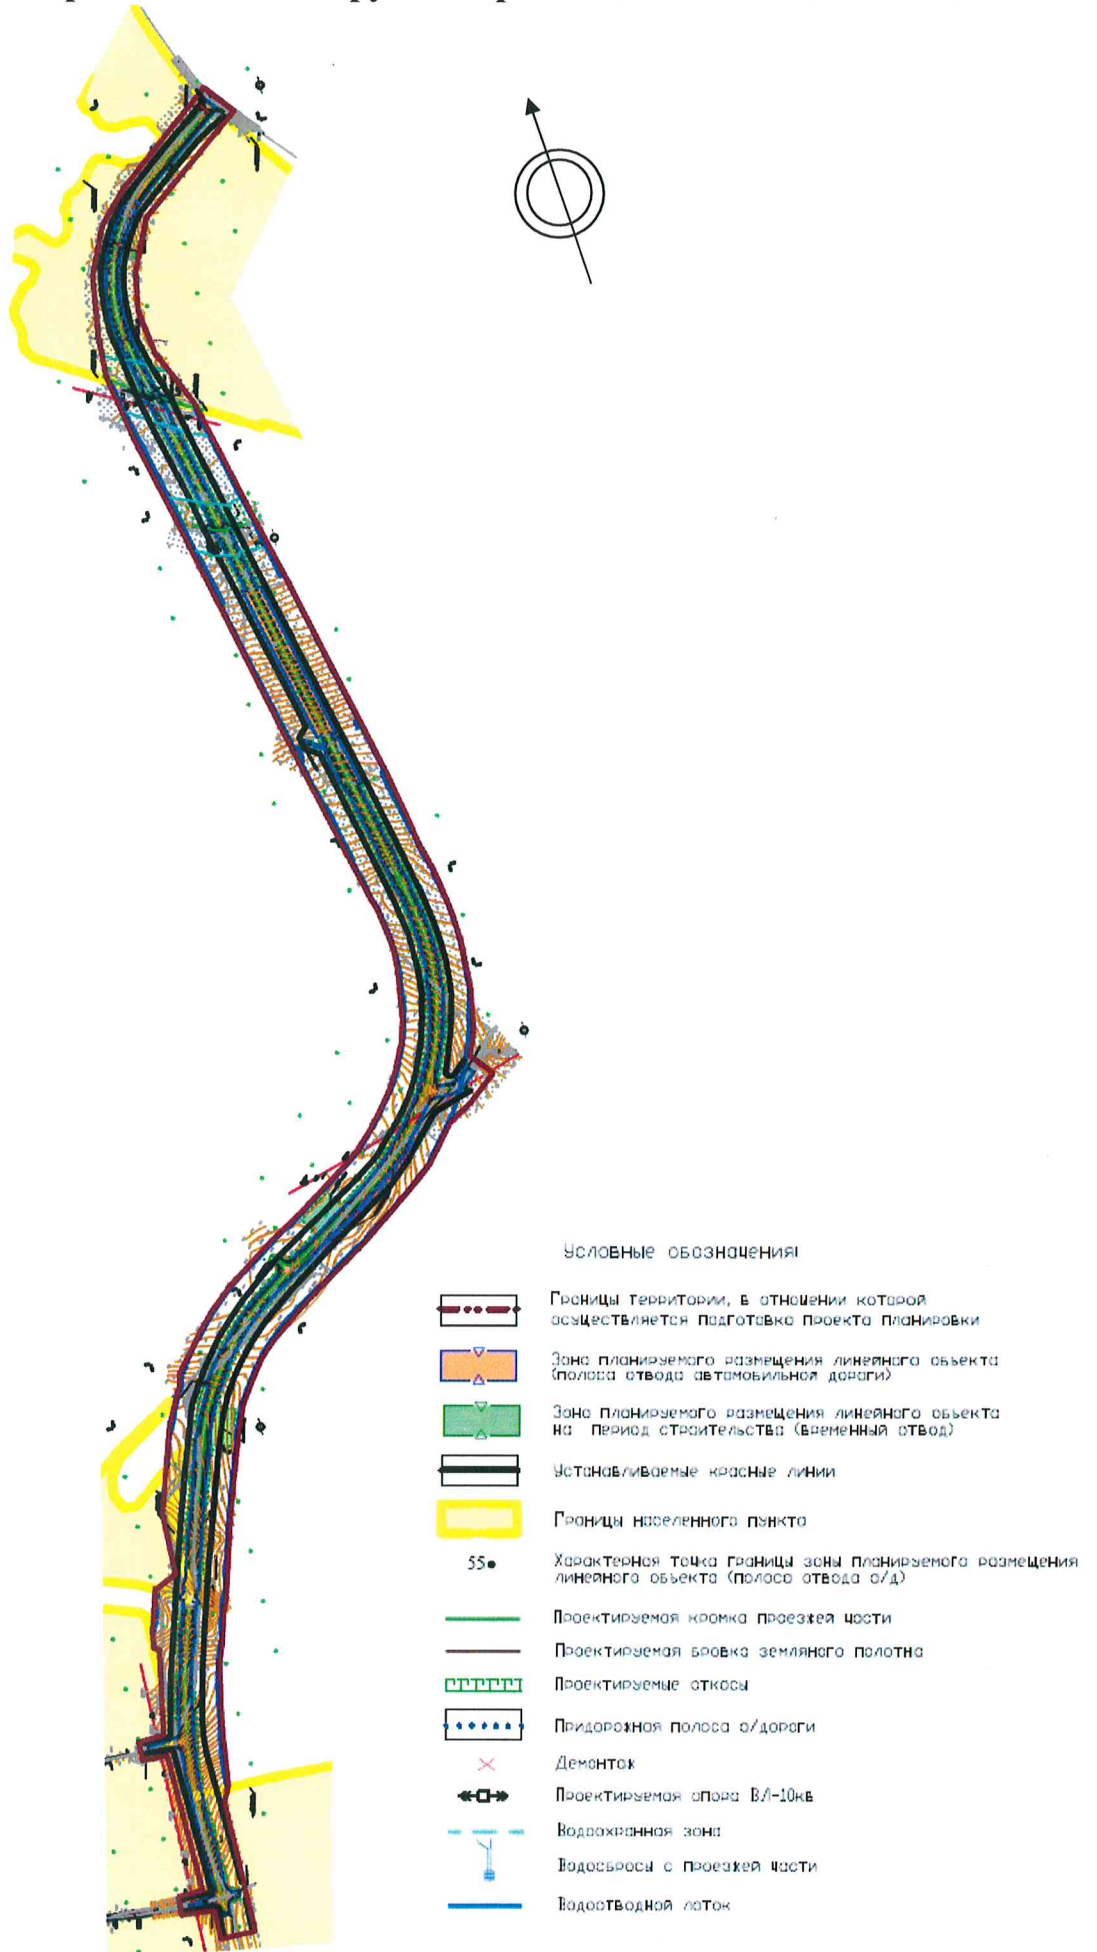 Условные обозначения:
Границы территории, в отношении которой
осуществляется подготовка проекта планировки
Зона планируемого размещения линейного объекта
(полоса отвода автомобильной дороги)
Зона планируемого размещения линейного объекта
на период строительства (временный отвод)
Устанавливаемые красные линии
Границы населенного пункта
55
Характерная точка границы зоны планируемого размещения
линейного объекта (полоса отвода а/д)
Проектируемая кромка проезжей части
Проектируемая бровка земляного полотна
Проектируемые откосы
Придорожная полоса а/дороги
Демонтаж
Проектируемая опора ВЛ-10кв
Водоохранная зона
Водосбросы с проезжей части
Водоотводной лоток